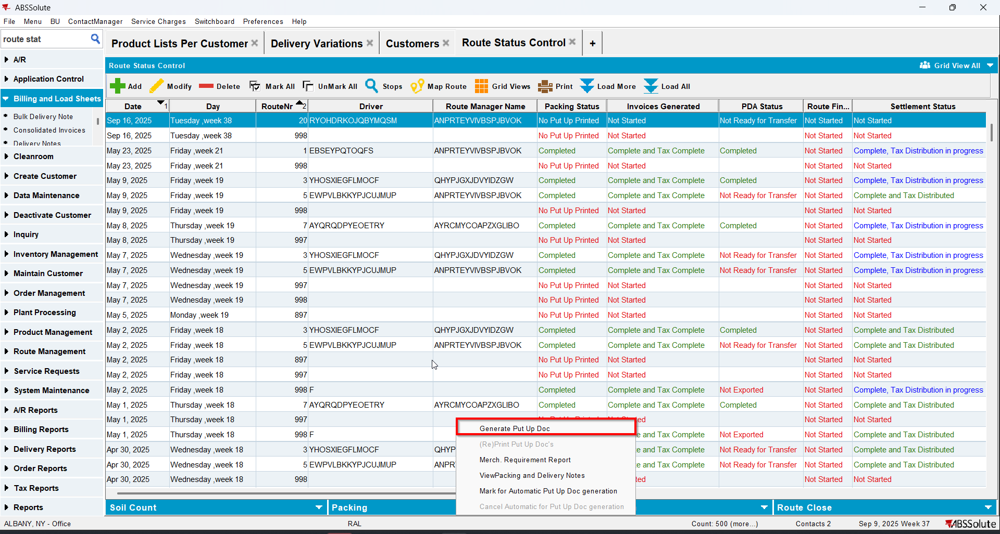 ABSSolute
File Menu BU ContactManager Service Charges Switchboard Preferences Help
route stat
Product Lists Per Customer Delivery Variations Customers Route Status Control +
Route Status Control Grid View All
Add Modify Delete Mark All UnMark All Stops Map Route Grid Views Print Load More Load All
A/R
Application Control
Billing and Load Sheets
Bulk Delivery Note
Consolidated Invoices
Delivery Notes
Cleanroom
Create Customer
Data Maintenance
Deactivate Customer
Inquiry
Inventory Management
Maintain Customer
Order Management
Plant Processing
Product Management
Route Management
Service Requests
System Maintenance
A/R Reports
Billing Reports
Delivery Reports
Order Reports
Tax Reports
Reports
Date 1 Day RouteNr 2 Driver Route Manager Name Packing Status Invoices Generated PDA Status Route Fin... Settlement Status
Sep 16, 2025 Tuesday ,week 38 20 RYOHDRKOJQBYMQSM ANPRTEYVIVBSPJBVOK No Put Up Printed Not Started Not Ready for Transfer Not Started Not Started
Sep 16, 2025 Tuesday ,week 38 998 No Put Up Printed Not Started Not Started Not Started
May 23, 2025 Friday ,week 21 1 EBSEYPQTOQFS ANPRTEYVIVBSPJBVOK Completed Complete and Tax Complete Completed Not Started Complete, Tax Distribution in progress
May 23, 2025 Friday ,week 21 998 No Put Up Printed Not Started Not Started Not Started
May 9, 2025 Friday ,week 19 3 YHOSXIEGFLMOCF QHYPJGXJDVYIDZGW Completed Complete and Tax Complete Completed Not Started Complete, Tax Distribution in progress
May 9, 2025 Friday ,week 19 5 EWPVLBKKYPJCUJMUP ANPRTEYVIVBSPJBVOK Completed Complete and Tax Complete Not Ready for Transfer Not Started Complete and Tax Distributed
May 9, 2025 Friday ,week 19 998 No Put Up Printed Not Started Not Started Not Started
May 8, 2025 Thursday ,week 19 7 AYQRQDPYEOETRY AYRCMYCOAPZXGLIBO Completed Complete and Tax Complete Completed Not Started Complete, Tax Distribution in progress
May 8, 2025 Thursday ,week 19 997 No Put Up Printed Not Started Not Started Not Started
May 7, 2025 Wednesday ,week 19 3 YHOSXIEGFLMOCF QHYPJGXJDVYIDZGW Completed Complete and Tax Complete Not Ready for Transfer Not Started Complete, Tax Distribution in progress
May 7, 2025 Wednesday ,week 19 5 EWPVLBKKYPJCUJMUP ANPRTEYVIVBSPJBVOK Completed Complete and Tax Complete Not Ready for Transfer Not Started Complete, Tax Distribution in progress
May 7, 2025 Wednesday ,week 19 997 No Put Up Printed Not Started Not Started Not Started
May 7, 2025 Wednesday ,week 19 998 No Put Up Printed Not Started Not Started Not Started
May 5, 2025 Monday ,week 19 897 No Put Up Printed Not Started Not Started Not Started
May 2, 2025 Friday ,week 18 3 YHOSXIEGFLMOCF QHYPJGXJDVYIDZGW Completed Complete and Tax Complete Completed Not Started Complete and Tax Distributed
May 2, 2025 Friday ,week 18 5 EWPVLBKKYPJCUJMUP ANPRTEYVIVBSPJBVOK Completed Complete and Tax Complete Not Ready for Transfer Not Started Complete and Tax Distributed
May 2, 2025 Friday ,week 18 897 No Put Up Printed Not Started Not Started Not Started
May 2, 2025 Friday ,week 18 997 No Put Up Printed Not Started Not Started Not Started
May 2, 2025 Friday ,week 18 998 F Completed Complete and Tax Complete Not Exported Not Started Complete, Tax Distribution in progress
May 1, 2025 Thursday ,week 18 7 AYQRQDPYEOETRY AYRCMYCOAPZXGLIBO Completed Complete and Tax Complete Completed Not Started Complete and Tax Distributed
May 1, 2025 Thursday ,week 18 997 Not Started Not Started
May 1, 2025 Thursday ,week 18 998 F e and Tax Complete Not Exported Not Started Complete and Tax Distributed
Apr 30, 2025 Wednesday ,week 18 3 YHOSXIEGFLMOCF QHYP e and Tax Complete Not Ready for Transfer Not Started Complete and Tax Distributed
Apr 30, 2025 Wednesday ,week 18 5 EWPVLBKKYPJCUJMUP ANPR e and Tax Complete Not Ready for Transfer Not Started Complete and Tax Distributed
Apr 30, 2025 Wednesday ,week 18 998 ted Not Started Not Started
Generate Put Up Doc
(Re)Print Put Up Doc's
Merch. Requirement Report
ViewPacking and Delivery Notes
Mark for Automatic Put Up Doc generation
Cancel Automatic for Put Up Doc generation
Soil Count Packing Route Close
ALBANY, NY - Office RAL Count: 500 (more...) Contacts 2 Sep 9, 2025 Week 37 ABSSolute